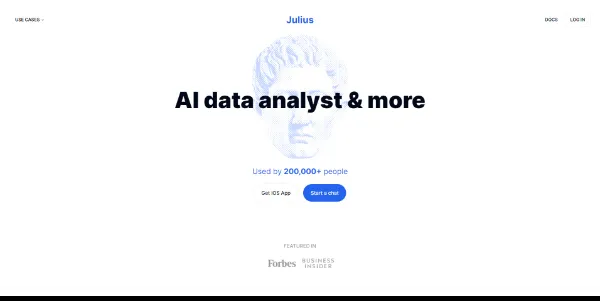 USE CASES
Julius
DOCS
LOG IN
AI data analyst & more
Used by 200,000+ people
Get iOS App
Start a chat
FEATURED IN
Forbes
BUSINESS
INSIDER